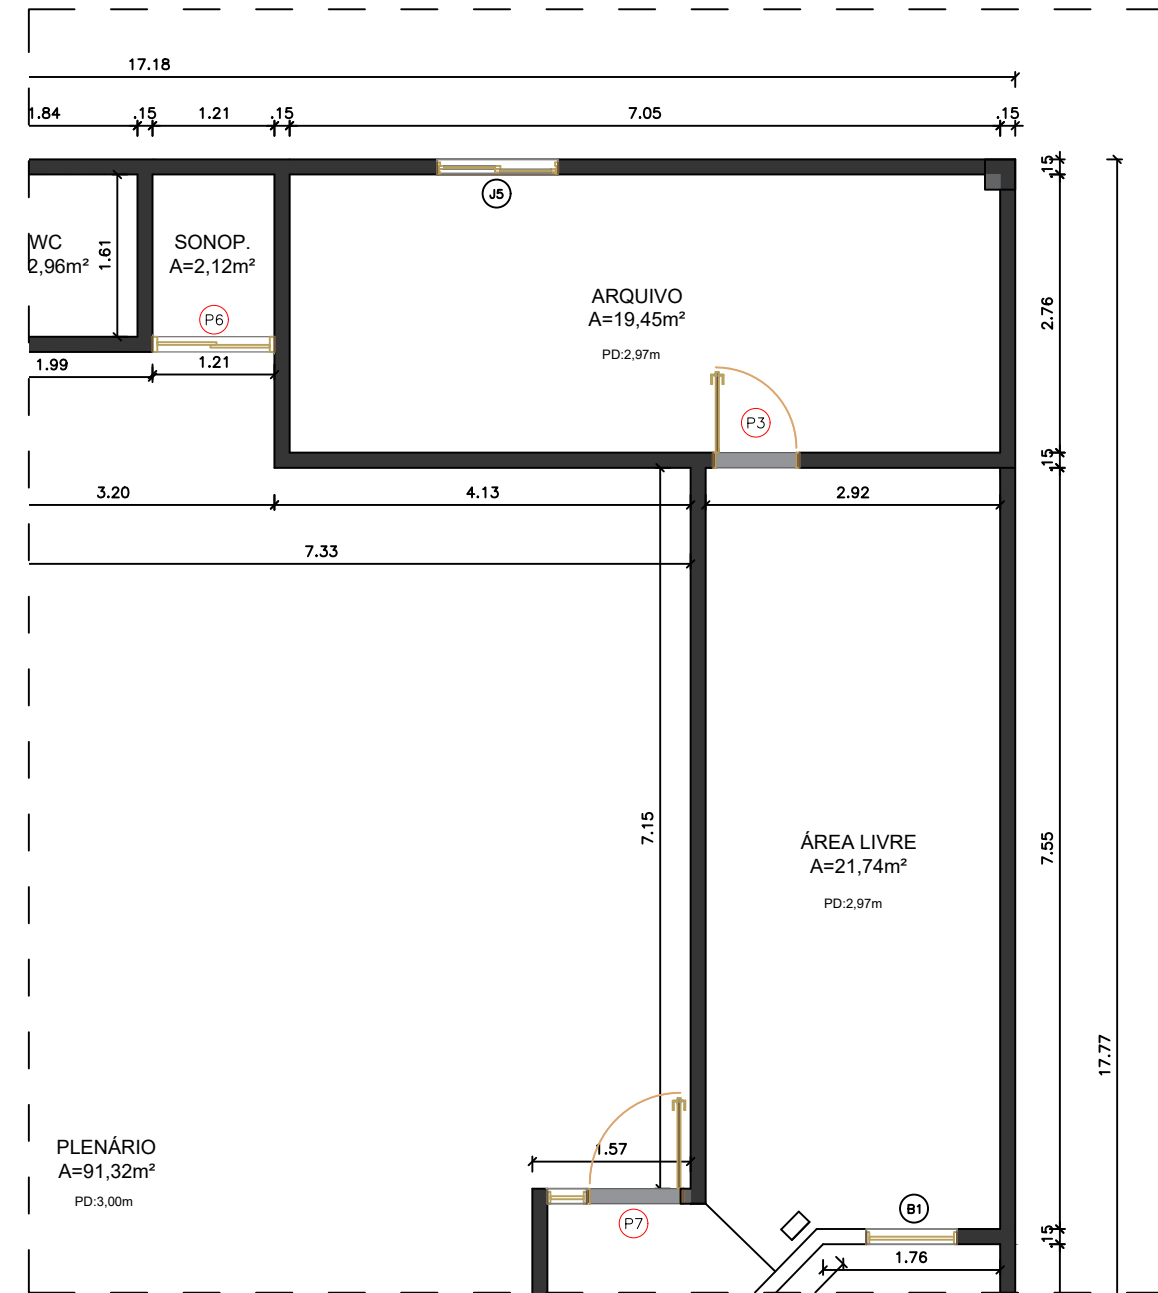 17.18
1.84
.15
1.21
.15
7.05
.15
.15
J5
WC
2,96m²
1.61
SONOP.
A=2,12m²
P6
ARQUIVO
A=19,45m²
PD:2,97m
2.76
1.99
1.21
P3
.15
3.20
4.13
2.92
7.33
7.15
ÁREA LIVRE
A=21,74m²
PD:2,97m
7.55
17.77
PLENÁRIO
A=91,32m²
PD:3,00m
1.57
P7
B1
.15
1.76